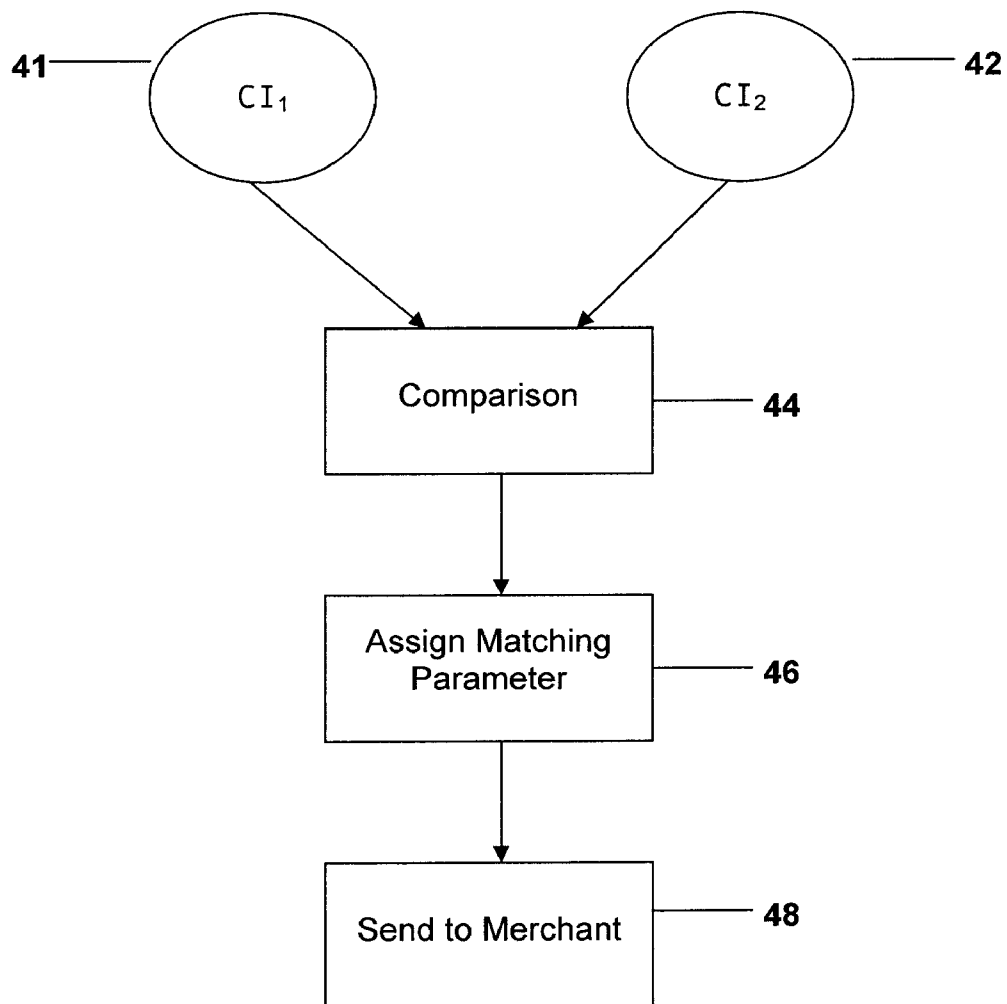 41
CI₁
CI₂
42
Comparison
44
Assign Matching
Parameter
46
Send to Merchant
48